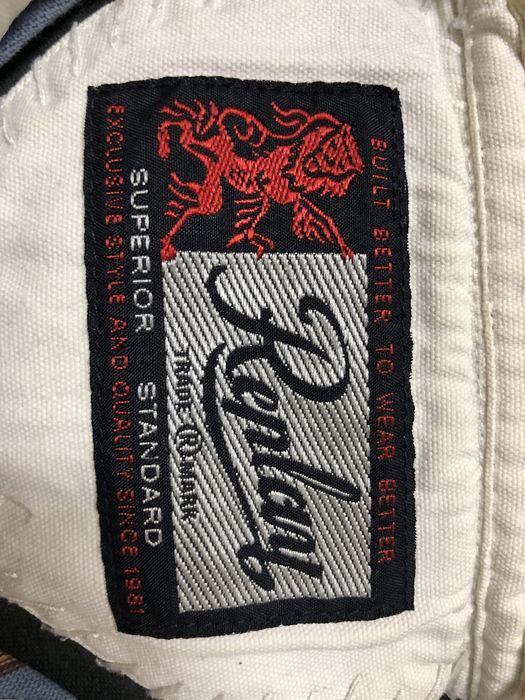 BUILT BETTER TO WEAR BETTER
Replay
TRADE ® MARK
SUPERIOR STANDARD
EXCLUSIVE STYLE AND QUALITY SINCE 1981